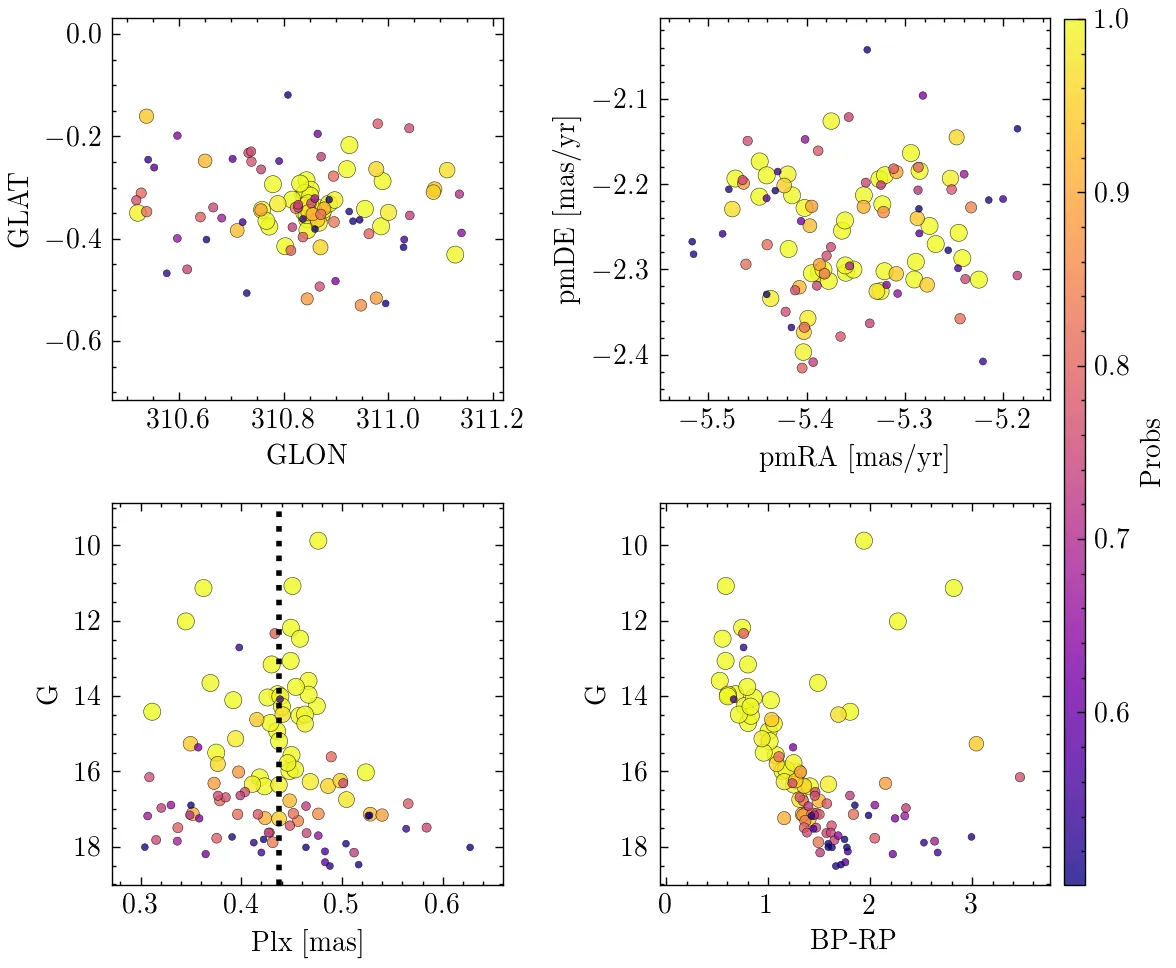 0.0
−0.2
−0.4
−0.6
GLAT
310.6 310.8 311.0 311.2
GLON
−2.1
−2.2
−2.3
−2.4
pmDE [mas/yr]
−5.5 −5.4 −5.3 −5.2
pmRA [mas/yr]
1.0
0.9
0.8
0.7
0.6
Probs
10
12
14
16
18
G
0.3 0.4 0.5 0.6
Plx [mas]
10
12
14
16
18
G
0 1 2 3
BP-RP